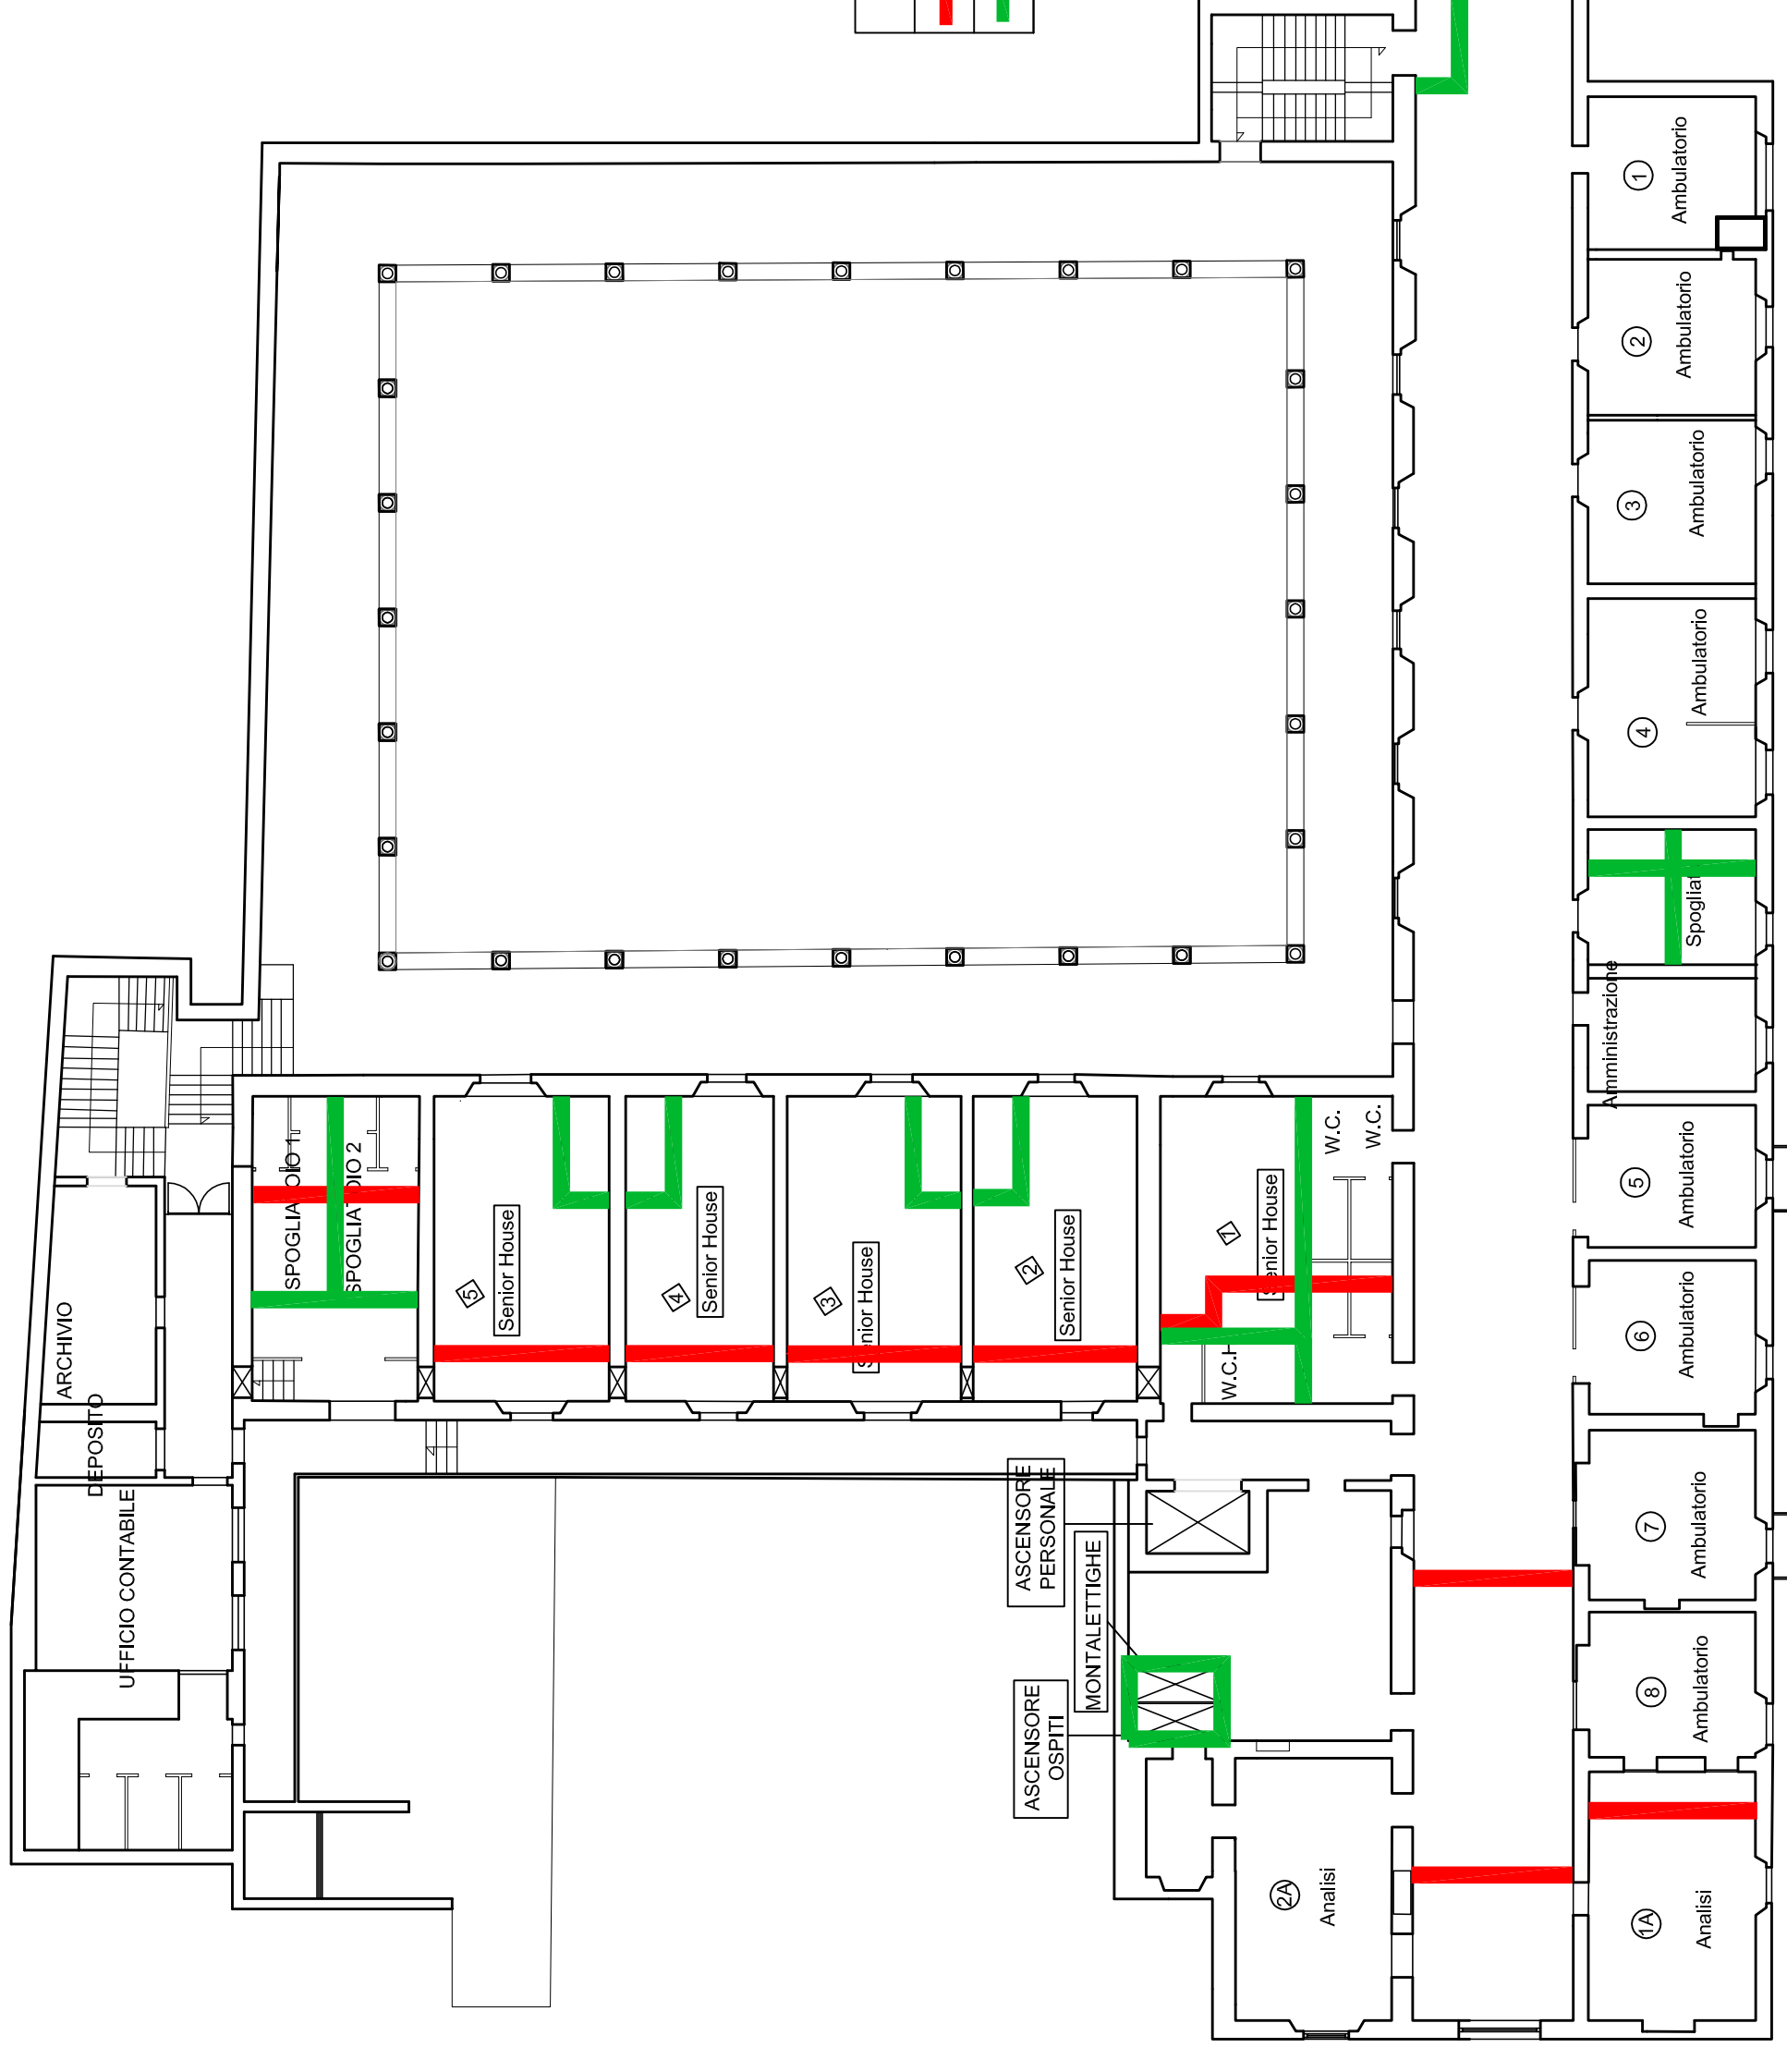 1
Ambulatorio
2
Ambulatorio
3
Ambulatorio
4
Ambulatorio
Spogliat
Amministrazione
5
Ambulatorio
6
Ambulatorio
7
Ambulatorio
8
Ambulatorio
1A
Analisi
2A
Analisi
W.C.
W.C.
1
Senior House
2
Senior House
3
Senior House
4
Senior House
5
Senior House
SPOGLIATOIO 1
SPOGLIATOIO 2
ARCHIVIO
DEPOSITO
UFFICIO CONTABILE
ASCENSORE
PERSONALE
MONTALETTIGHE
ASCENSORE
OSPITI